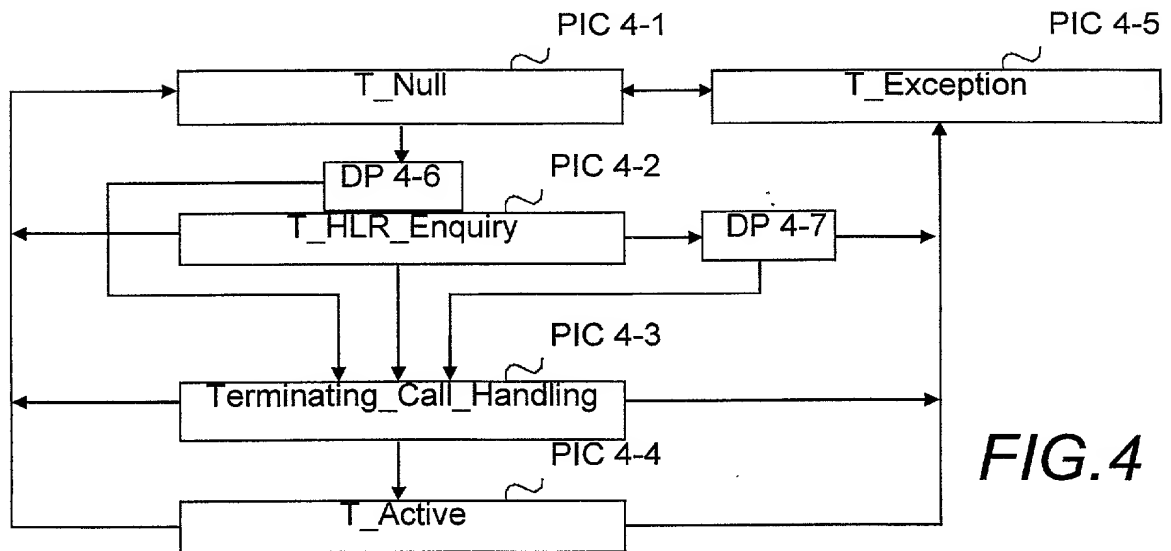 PIC 4-1
PIC 4-5
T_Null
T_Exception
DP 4-6
PIC 4-2
T_HLR_Enquiry
DP 4-7
PIC 4-3
Terminating_Call_Handling
PIC 4-4
FIG.4
T_Active